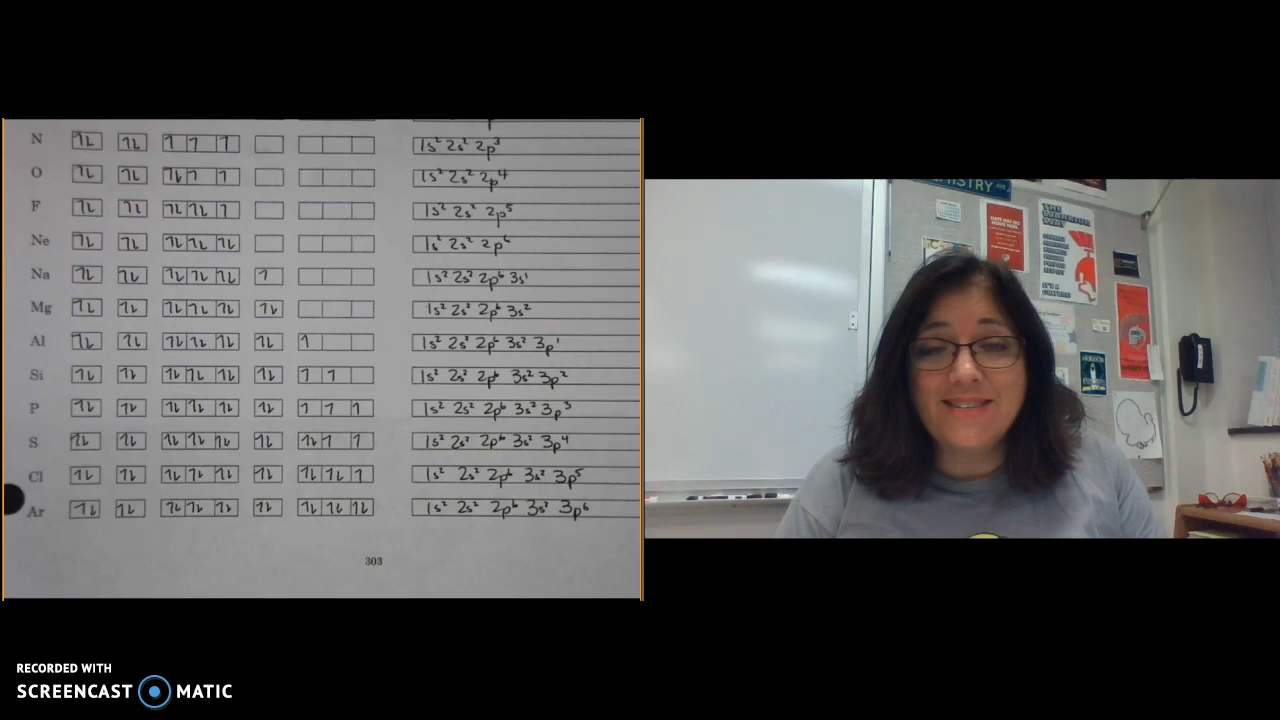 N 1s² 2s² 2p³
O 1s² 2s² 2p⁴
F 1s² 2s² 2p⁵
Ne 1s² 2s² 2p⁶
Na 1s² 2s² 2p⁶ 3s¹
Mg 1s² 2s² 2p⁶ 3s²
Al 1s² 2s² 2p⁶ 3s² 3p¹
Si 1s² 2s² 2p⁶ 3s² 3p²
P 1s² 2s² 2p⁶ 3s² 3p³
S 1s² 2s² 2p⁶ 3s² 3p⁴
Cl 1s² 2s² 2p⁶ 3s² 3p⁵
Ar 1s² 2s² 2p⁶ 3s² 3p⁶
303
THE
WAY
RECORDED WITH
SCREENCAST MATIC